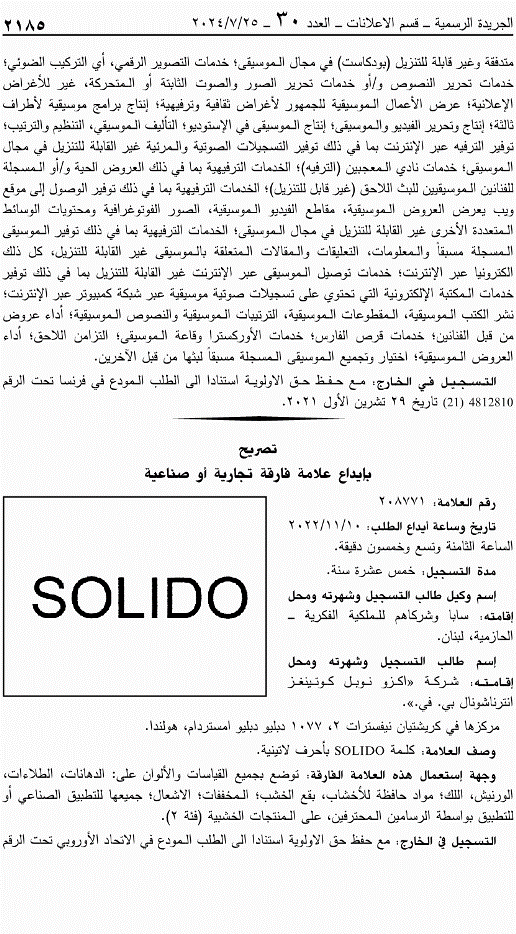 الجريدة الرسمية ــ قسم الاعلانات ــ العدد ٣٠ ــ ٢٠٢٤/٧/٢٥ ٢١٨٥
متدفقة وغير قابلة للتنزيل (بودكاست) في مجال الموسيقى؛ خدمات التصوير الرقمي، أي التركيب الضوئي؛
خدمات تحرير النصوص و/أو خدمات تحرير الصور والصوت الثابتة أو المتحركة، غير للأغراض
الإعلانية؛ عرض الأعمال الموسيقية للجمهور لأغراض ثقافية وترفيهية؛ إنتاج برامج موسيقية لأطراف
ثالثة؛ إنتاج وتحرير الفيديو والموسيقى؛ إنتاج الموسيقى في الإستوديو؛ التأليف الموسيقي، التنظيم والترتيب؛
توفير الترفيه عبر الإنترنت بما في ذلك توفير التسجيلات الصوتية والمرئية غير القابلة للتنزيل في مجال
الموسيقى؛ خدمات نادي المعجبين (الترفيه)؛ الخدمات الترفيهية بما في ذلك العروض الحية و/أو المسجلة
للفنانين الموسيقيين للبث اللاحق (غير قابل للتنزيل)؛ الخدمات الترفيهية بما في ذلك توفير الوصول إلى موقع
ويب يعرض العروض الموسيقية، مقاطع الفيديو الموسيقية، الصور الفوتوغرافية ومحتويات الوسائط
المتعددة الأخرى غير القابلة للتنزيل في مجال الموسيقى؛ الخدمات الترفيهية بما في ذلك توفير الموسيقى
المسجلة مسبقاً والمعلومات، التعليقات والمقالات المتعلقة بالموسيقى غير القابلة للتنزيل، كل ذلك
الكترونيا عبر الإنترنت؛ خدمات توصيل الموسيقى عبر الإنترنت غير القابلة للتنزيل بما في ذلك توفير
خدمات المكتبة الإلكترونية التي تحتوي على تسجيلات صوتية موسيقية عبر شبكة كمبيوتر عبر الإنترنت؛
نشر الكتب الموسيقية، المقطوعات الموسيقية، الترتيبات الموسيقية والنصوص الموسيقية؛ أداء عروض
من قبل الفنانين؛ خدمات قرص الفارس؛ خدمات الأوركسترا وقاعة الموسيقى؛ التزامن اللاحق؛ أداء
العروض الموسيقية؛ اختيار وتجميع الموسيقى المسجلة مسبقاً لبثها من قبل الآخرين.
التسجيل في الخارج: مع حفظ حق الاولوية استنادا الى الطلب المودع في فرنسا تحت الرقم
4812810 (21) تاريخ ٢٩ تشرين الأول ٢٠٢١.
تصريح
بإيداع علامة فارقة تجارية أو صناعية
رقم العلامة: ٢٠٨٧٧١
تاريخ وساعة أيداع الطلب: ٢٠٢٢/١١/١٠
الساعة الثامنة وتسع وخمسون دقيقة.
مدة التسجيل: خمس عشرة سنة.
إسم وكيل طالب التسجيل وشهرته ومحل
إقامته: سابا وشركاهم للملكية الفكرية ــ
الحازمية، لبنان.
إسم طالب التسجيل وشهرته ومحل
إقامته: شركة «اكزو نوبل كوتينغز
انترناشونال بي. في.».
SOLIDO
مركزها في كريشتيان نيفسترات ٢، ١٠٧٧ دبليو دبليو امستردام، هولندا.
وصف العلامة: كلمة SOLIDO بأحرف لاتينية.
وجهة إستعمال هذه العلامة الفارقة: توضع بجميع القياسات والألوان على: الدهانات، الطلاءات،
الورنيش، اللك؛ مواد حافظة للأخشاب، بقع الخشب؛ المخففات؛ الاشعال؛ جميعها للتطبيق الصناعي أو
للتطبيق بواسطة الرسامين المحترفين، على المنتجات الخشبية (فئة ٢).
التسجيل في الخارج: مع حفظ حق الاولوية استنادا الى الطلب المودع في الاتحاد الأوروبي تحت الرقم